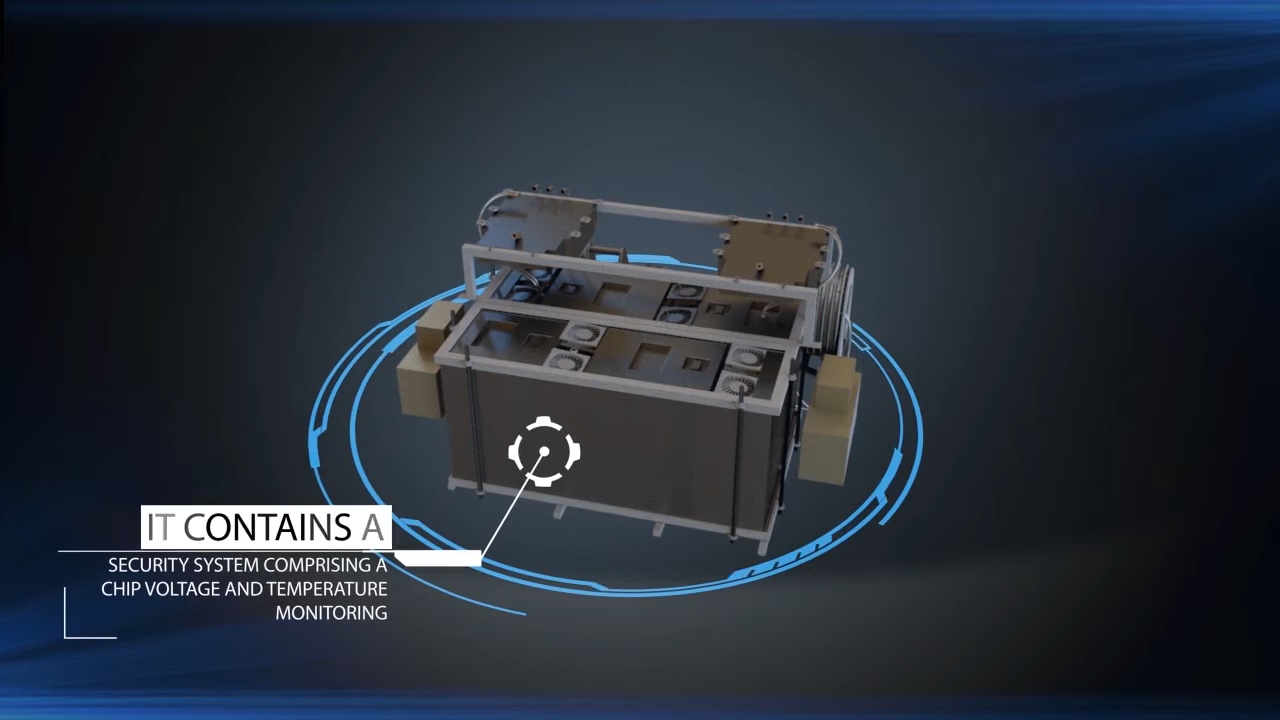 IT CONTAINS A
SECURITY SYSTEM COMPRISING A
CHIP VOLTAGE AND TEMPERATURE
MONITORING